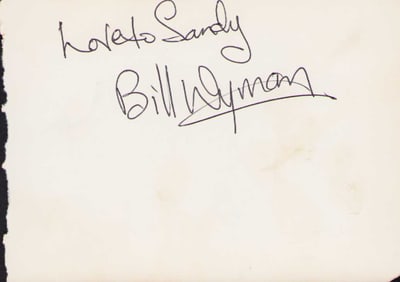 Love to Sandy
Bill Wyman